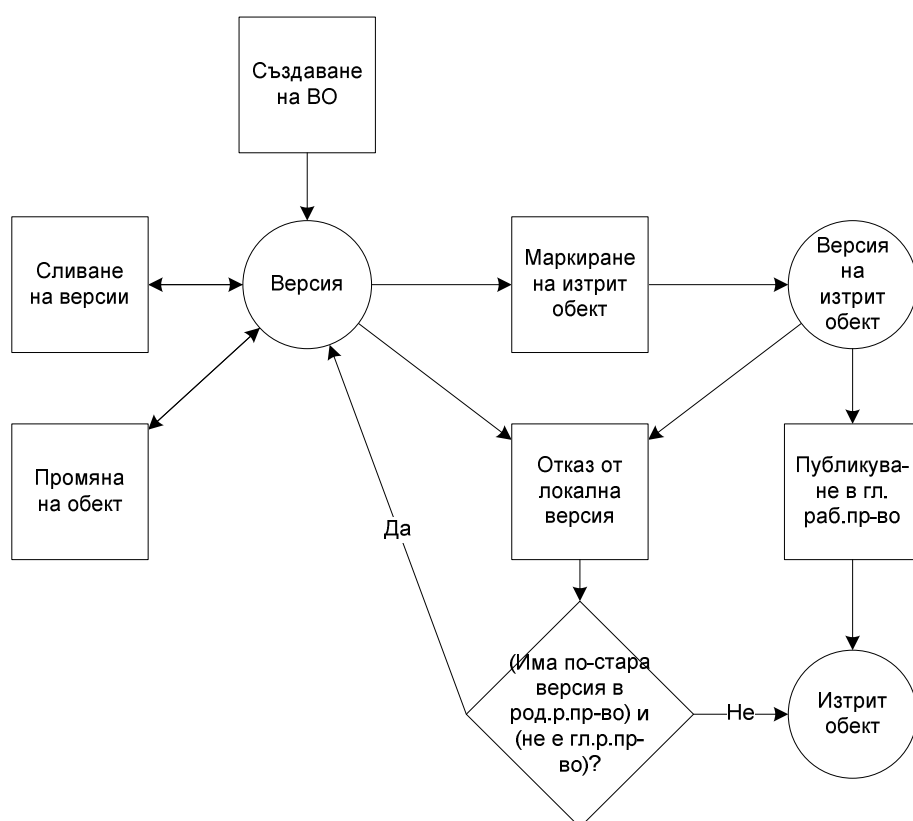 Създаване
на ВО
Сливане
на версии
Версия
Маркиране
на изтрит
обект
Версия
на
изтрит
обект
Промяна
на обект
Отказ от
локална
версия
Публикува-
не в гл.
раб.пр-во
Да
(Има по-стара
версия в
род.р.пр-во) и
(не е гл.р.пр-
во)?
Не
Изтрит
обект